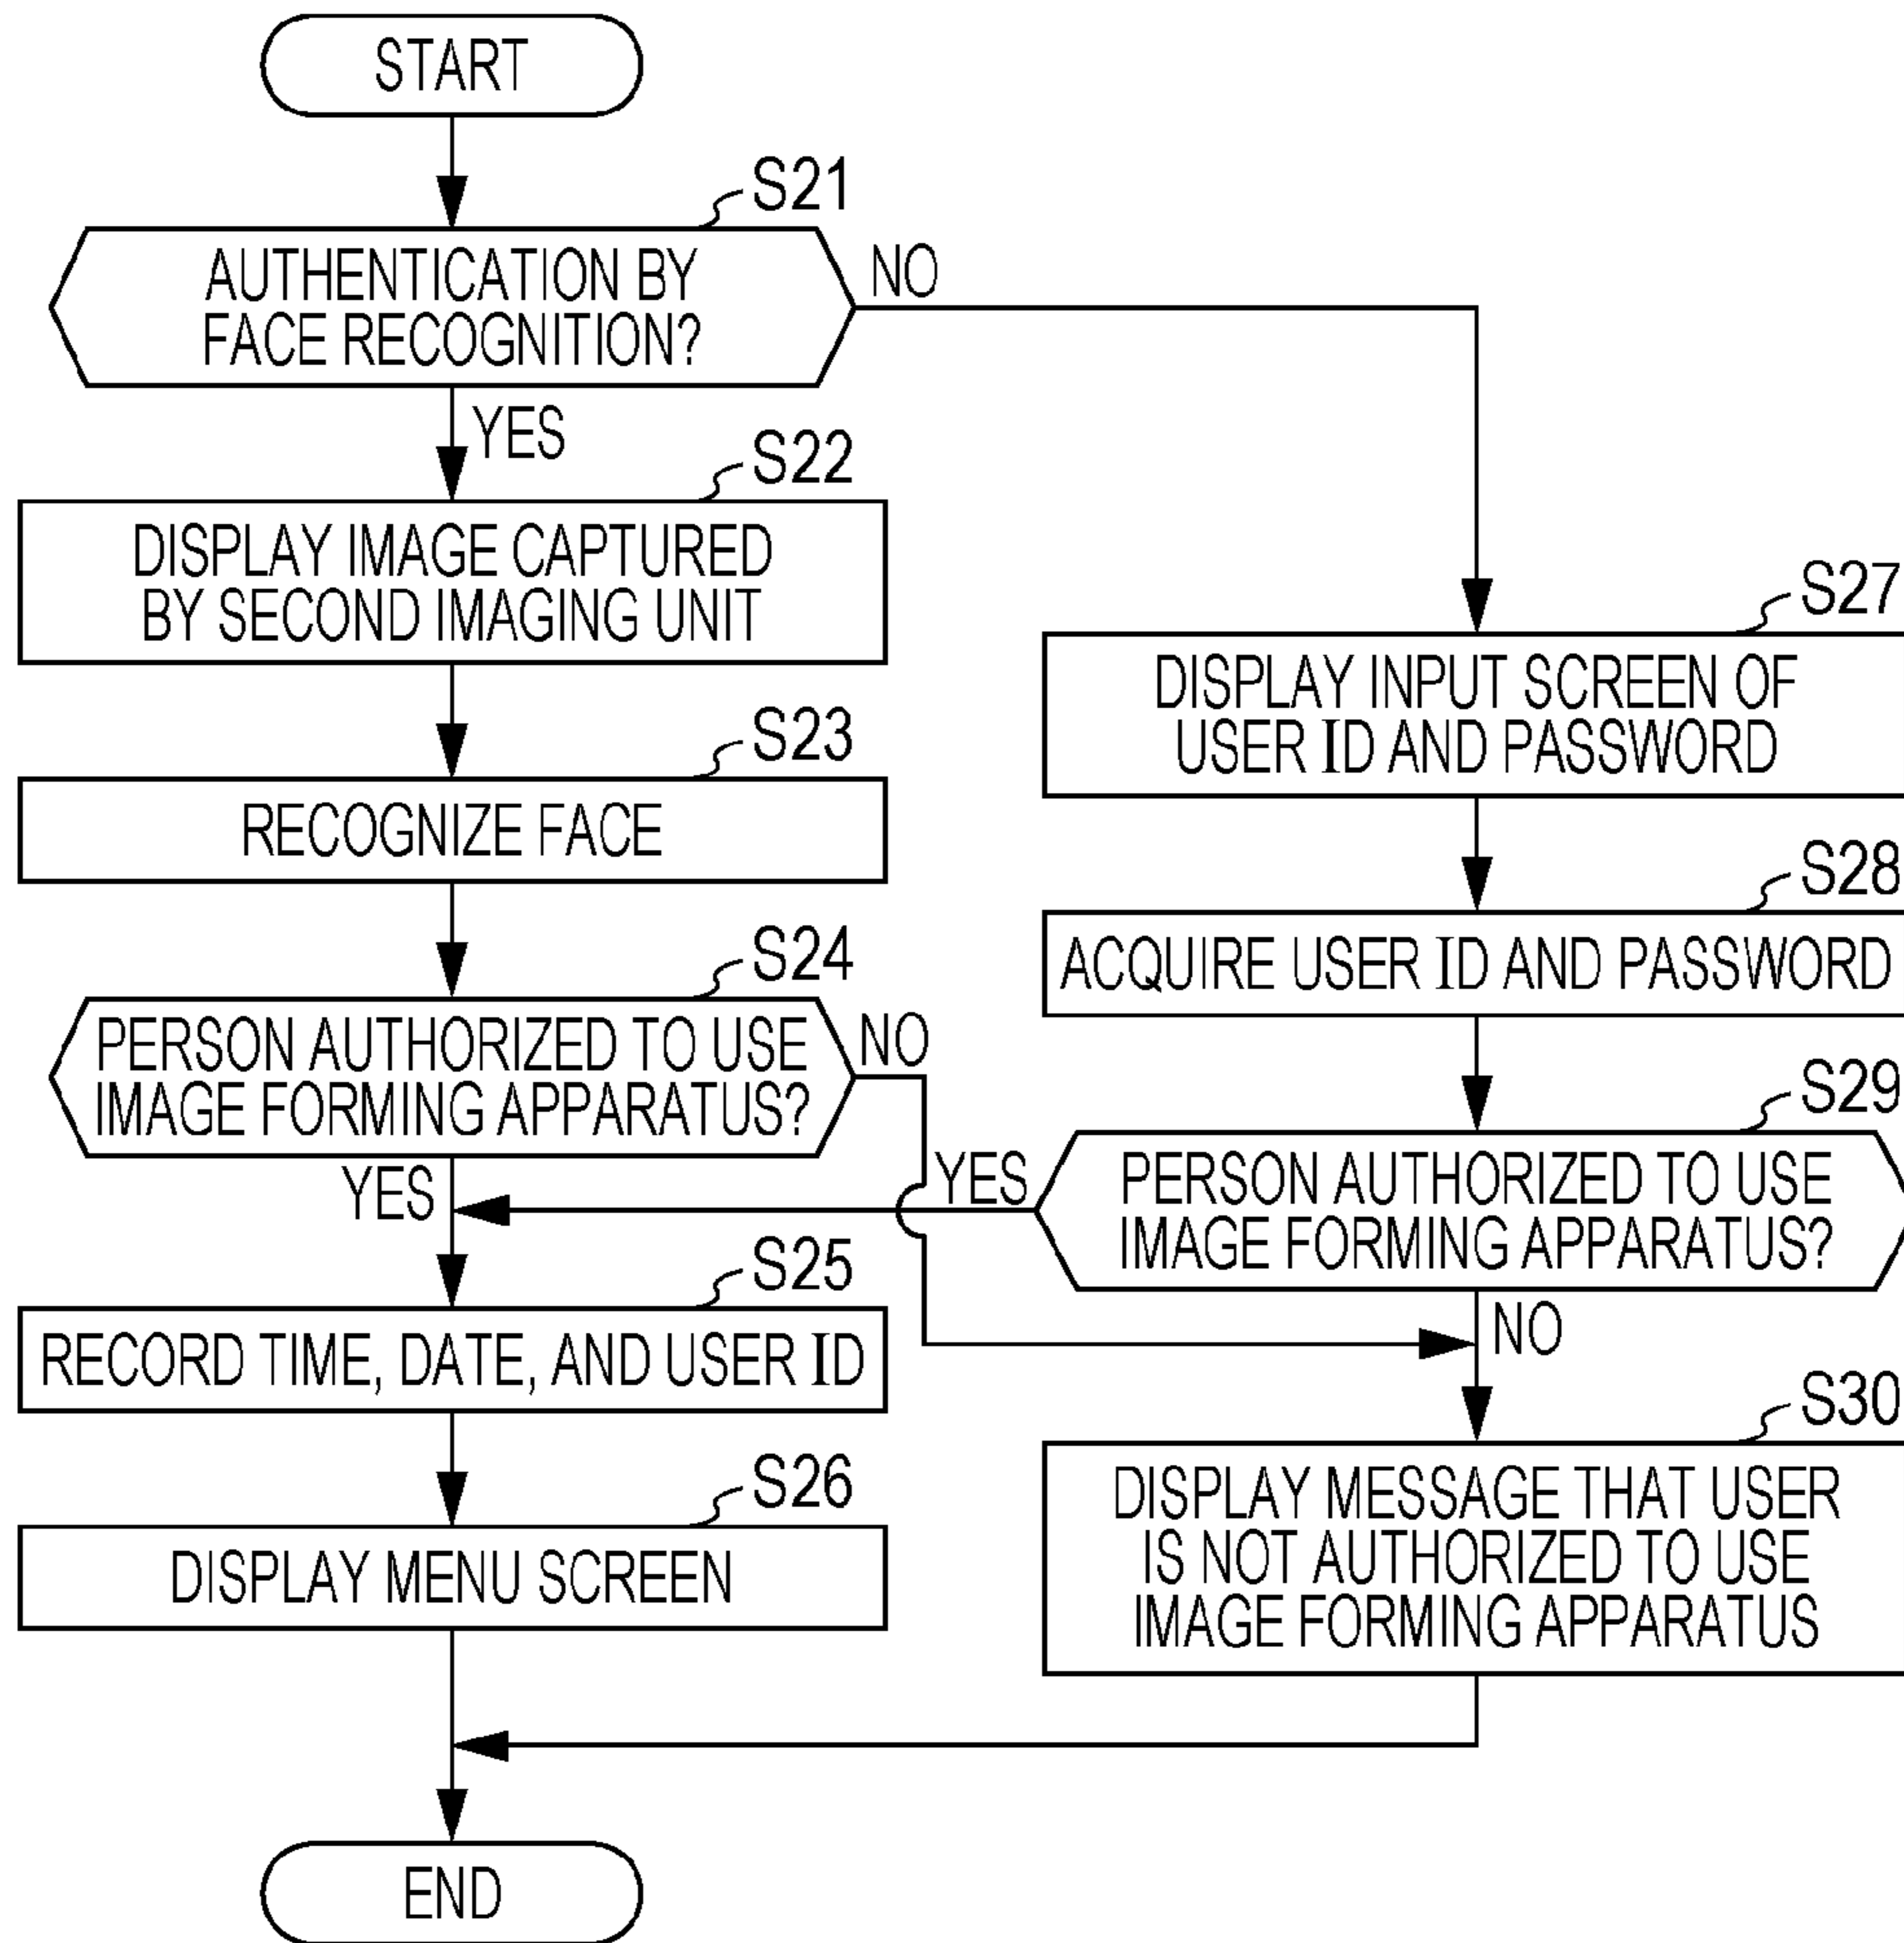 START
S21
AUTHENTICATION BY
FACE RECOGNITION?
NO
YES
S22
DISPLAY IMAGE CAPTURED
BY SECOND IMAGING UNIT
S23
RECOGNIZE FACE
S24
PERSON AUTHORIZED TO USE
IMAGE FORMING APPARATUS?
NO
YES
S25
RECORD TIME, DATE, AND USER ID
S26
DISPLAY MENU SCREEN
S27
DISPLAY INPUT SCREEN OF
USER ID AND PASSWORD
S28
ACQUIRE USER ID AND PASSWORD
S29
PERSON AUTHORIZED TO USE
IMAGE FORMING APPARATUS?
YES
NO
S30
DISPLAY MESSAGE THAT USER
IS NOT AUTHORIZED TO USE
IMAGE FORMING APPARATUS
END